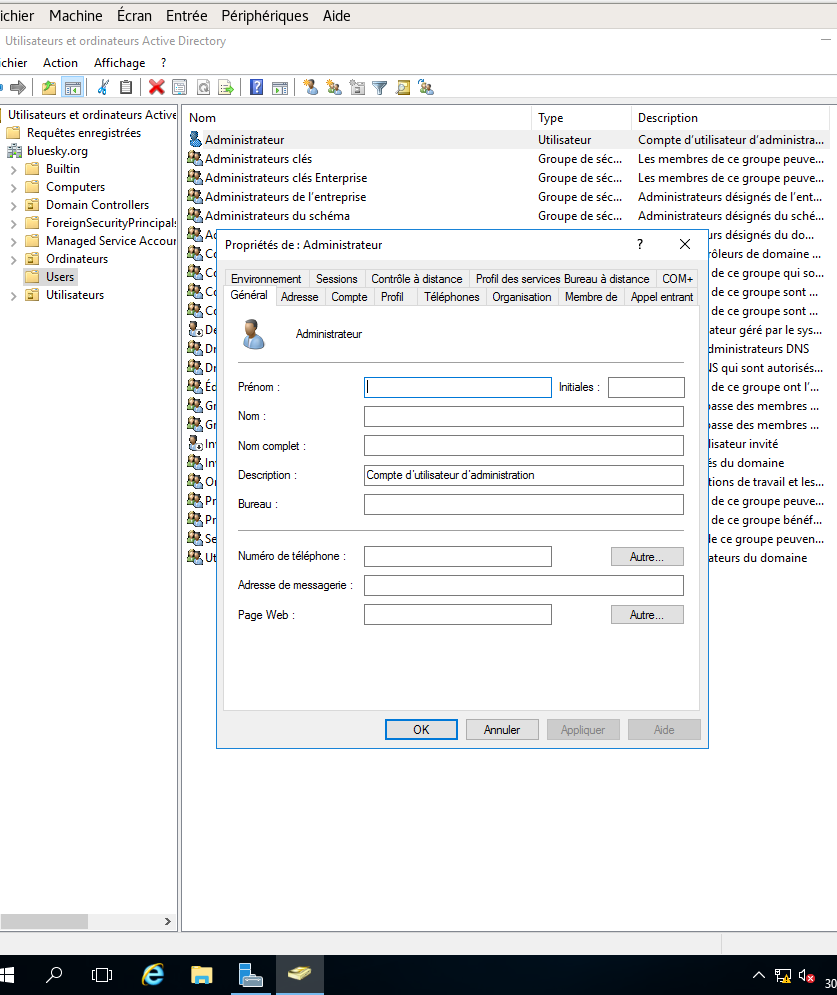 ichier Machine Écran Entrée Périphériques Aide
Utilisateurs et ordinateurs Active Directory
ichier Action Affichage ?
Utilisateurs et ordinateurs Active
Requêtes enregistrées
bluesky.org
Builtin
Computers
Domain Controllers
ForeignSecurityPrincipals
Managed Service Accoun
Ordinateurs
Users
Utilisateurs
Nom Type Description
Administrateur Utilisateur Compte d'utilisateur d'administra...
Administrateurs clés Groupe de séc... Les membres de ce groupe peuve...
Administrateurs clés Enterprise Groupe de séc... Les membres de ce groupe peuve...
Administrateurs de l'entreprise Groupe de séc... Administrateurs désignés de l'ent...
Administrateurs du schéma Groupe de séc... Administrateurs désignés du sché...
Ac rs désignés du do...
Co rôleurs de domaine ...
Co de ce groupe qui so...
Co de ce groupe sont ...
Co de ce groupe sont ...
De ateur géré par le sys...
Dr dministrateurs DNS
Dr NS qui sont autorisés...
Éd de ce groupe ont l'...
Gr passe des membres ...
Gr passe des membres ...
In lisateur invité
In és du domaine
Or tions de travail et les...
Pr de ce groupe peuve...
Pr de ce groupe bénéf...
Se de ce groupe peuven...
Ut ateurs du domaine
Propriétés de : Administrateur ?
Environnement Sessions Contrôle à distance Profil des services Bureau à distance COM+
Général Adresse Compte Profil Téléphones Organisation Membre de Appel entrant
Administrateur
Prénom : Initiales :
Nom :
Nom complet :
Description : Compte d'utilisateur d'administration
Bureau :
Numéro de téléphone : Autre...
Adresse de messagerie :
Page Web : Autre...
OK Annuler Appliquer Aide
30